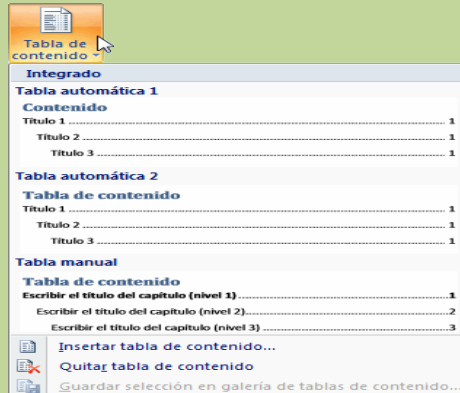 Tabla de
contenido
Integrado
Tabla automática 1
Contenido
Título 1 ........ 1
Título 2 ........ 1
Título 3 ........ 1
Tabla automática 2
Tabla de contenido
Título 1 ........ 1
Título 2 ........ 1
Título 3 ........ 1
Tabla manual
Tabla de contenido
Escribir el título del capítulo (nivel 1) ........ 1
Escribir el título del capítulo (nivel 2) ........ 2
Escribir el título del capítulo (nivel 3) ........ 3
Insertar tabla de contenido...
Quitar tabla de contenido
Guardar selección en galería de tablas de contenido...